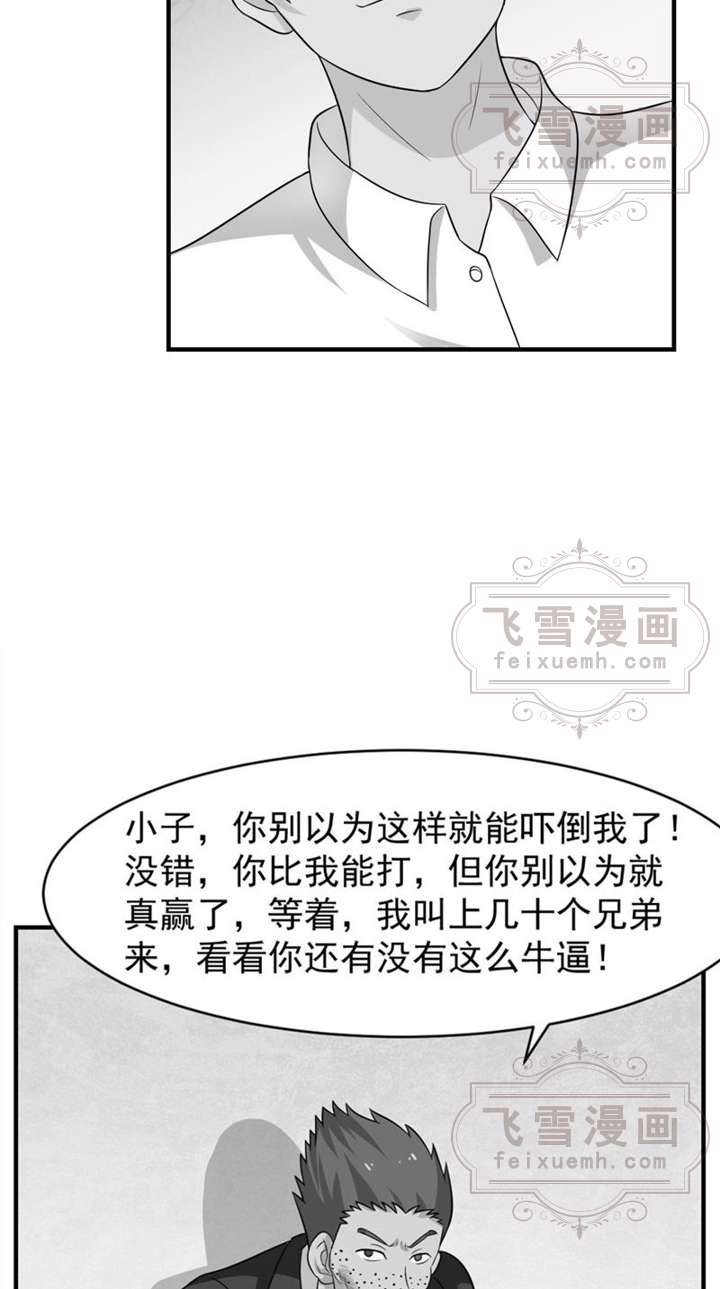 飞雪漫画
feixuemh.com
飞雪漫画
feixuemh.com
小子，你别以为这样就能吓倒我了！
没错，你比我能打，但你别以为就
真赢了，等着，我叫上几十个兄弟
来，看看你还有没有这么牛逼！
飞雪漫画
feixuemh.com